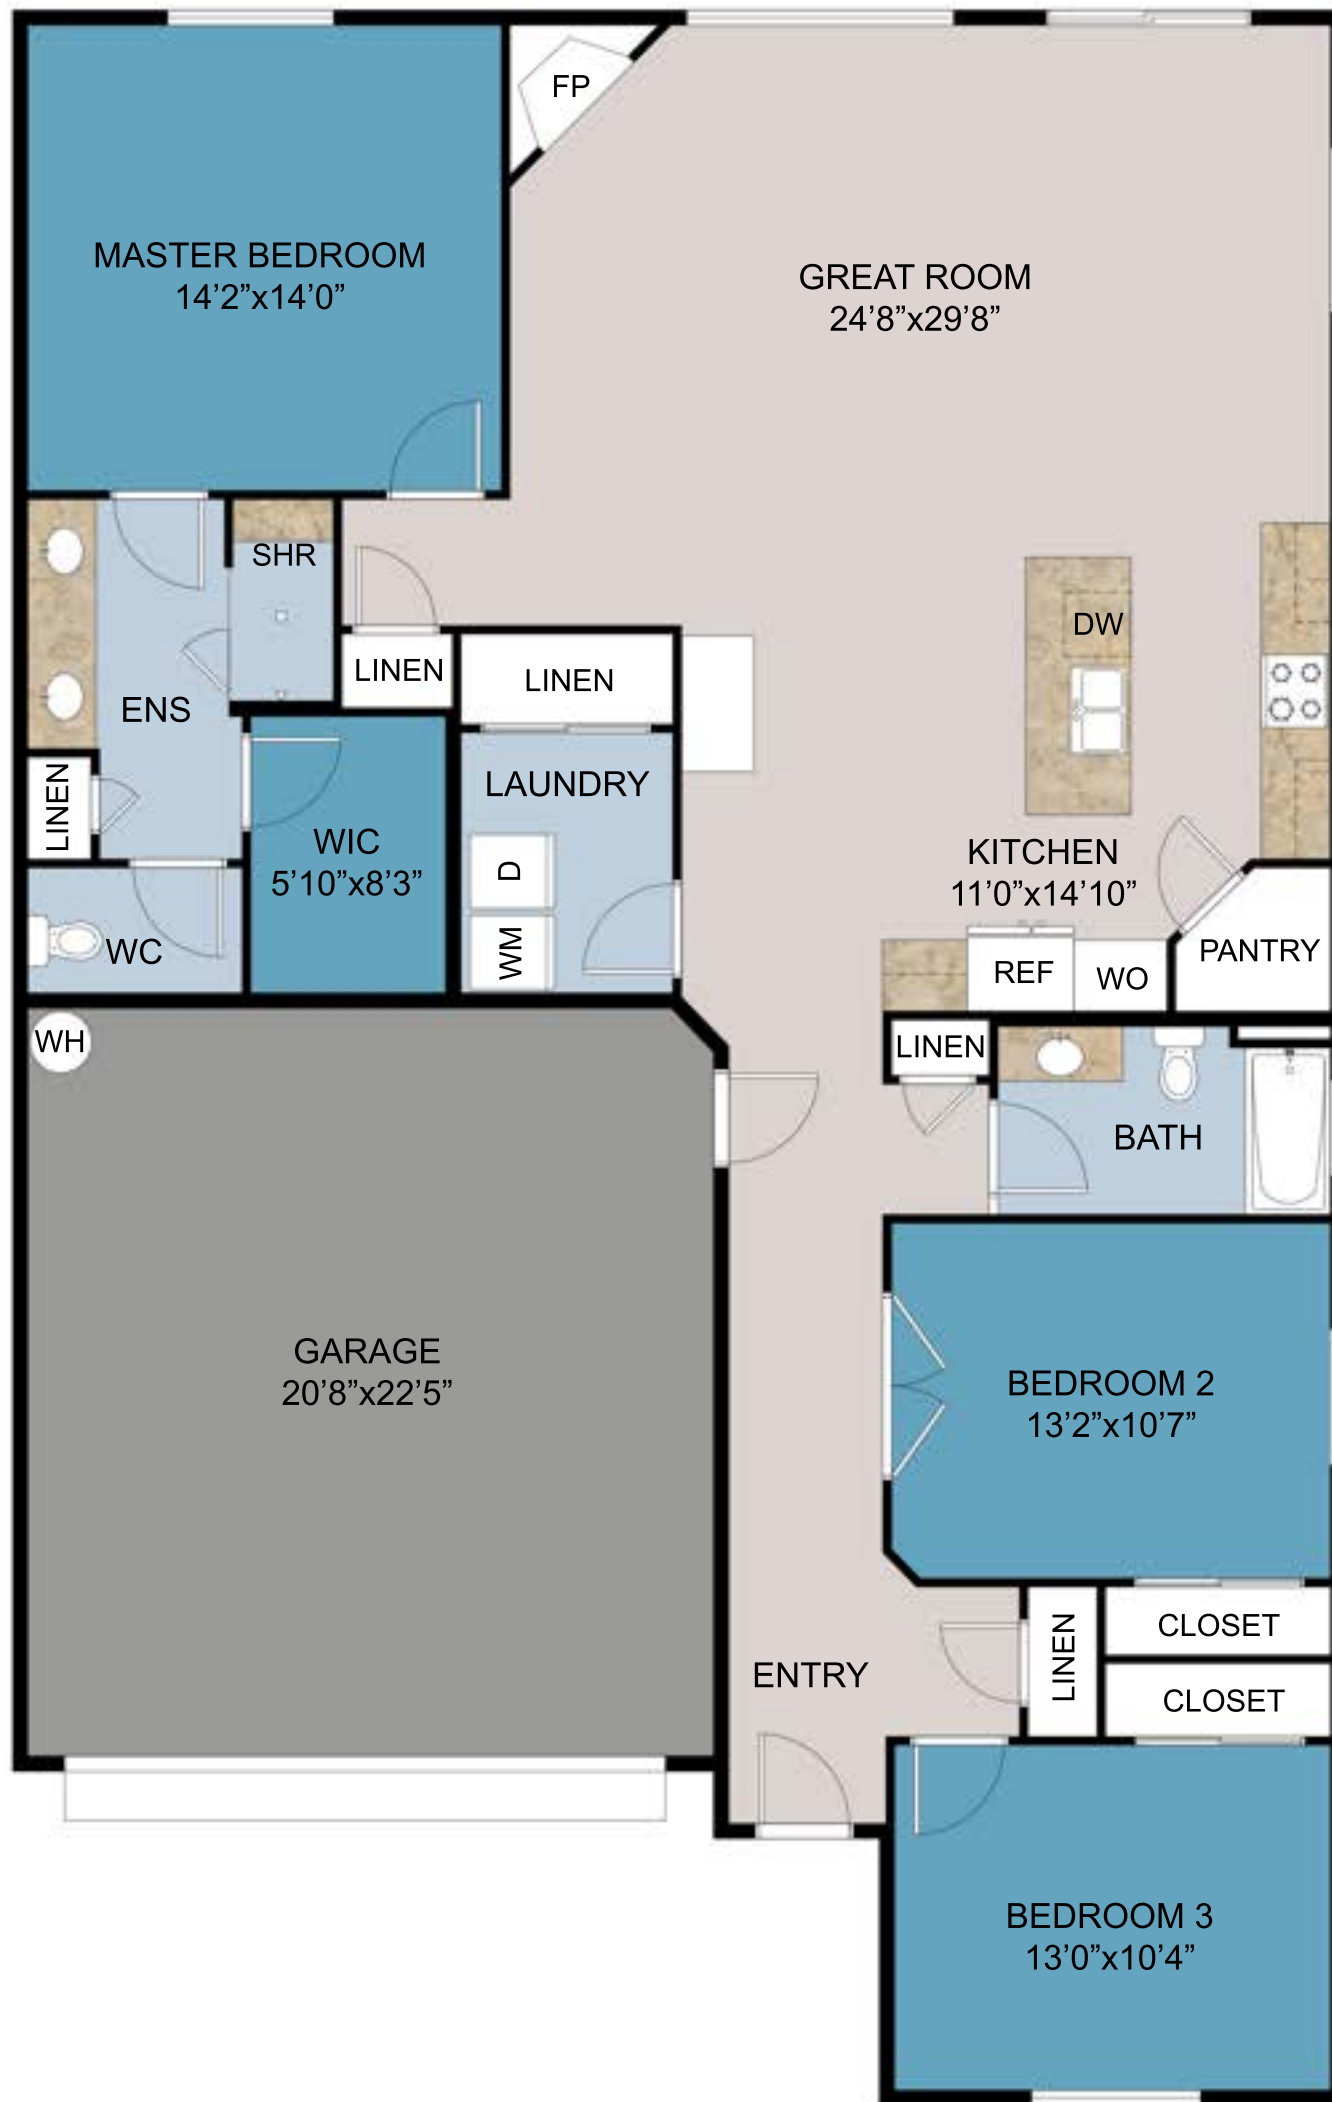 FP
MASTER BEDROOM
14’2”x14’0”
GREAT ROOM
24’8”x29’8”
SHR
DW
LINEN
LINEN
ENS
LAUNDRY
LINEN
WIC
5’10”x8’3”
D
KITCHEN
11’0”x14’10”
WC
WM
REF
WO
PANTRY
WH
LINEN
BATH
GARAGE
20’8”x22’5”
BEDROOM 2
13’2”x10’7”
CLOSET
LINEN
ENTRY
CLOSET
BEDROOM 3
13’0”x10’4”